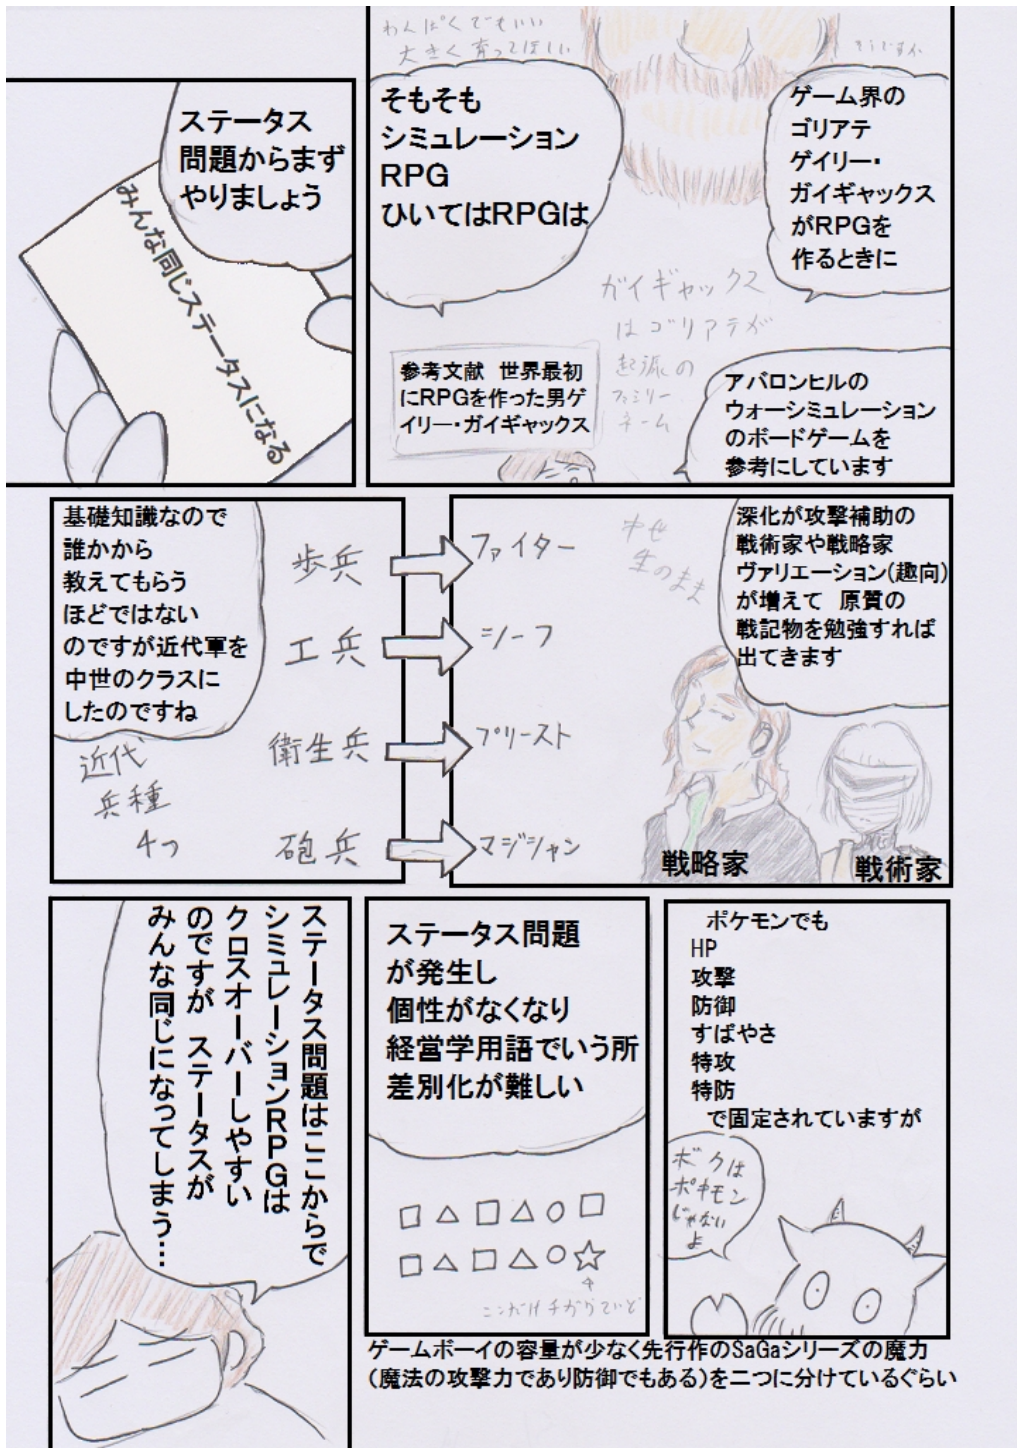 わんぱくでもいい
大きく育ってほしい
そうですか
ゲーム界の
ゴリアテ
ゲイリー・
ガイギャックス
がRPGを
作るときに
そもそも
シミュレーション
RPG
ひいてはRPGは
ガイギャックス
はゴリアテが
起源の
ファミリー
ネーム
参考文献 世界最初
にRPGを作った男ゲ
イリー・ガイギャックス
アバロンヒルの
ウォーシミュレーション
のボードゲームを
参考にしています
ステータス
問題からまず
やりましょう
みんな同じステータスになる
深化が攻撃補助の
戦術家や戦略家
ヴァリエーション(趣向)
が増えて 原質の
戦記物を勉強すれば
出てきます
中世
生のまま
ファイター
シーフ
プリースト
マジシャン
戦略家
戦術家
基礎知識なので
誰かから
教えてもらう
ほどではない
のですが近代軍を
中世のクラスに
したのですね
歩兵
工兵
衛生兵
砲兵
近代
兵種
4つ
ポケモンでも
HP
攻撃
防御
すばやさ
特攻
特防
で固定されていますが
ボクは
ポケモン
じゃない
よ
ステータス問題
が発生し
個性がなくなり
経営学用語でいう所
差別化が難しい
ここだけチガウていど
ゲームボーイの容量が少なく先行作のSaGaシリーズの魔力
(魔法の攻撃力であり防御でもある)を二つに分けているぐらい
ステータス問題はここからで
シミュレーションRPGは
クロスオーバーしやすい
のですが ステータスが
みんな同じになってしまう…